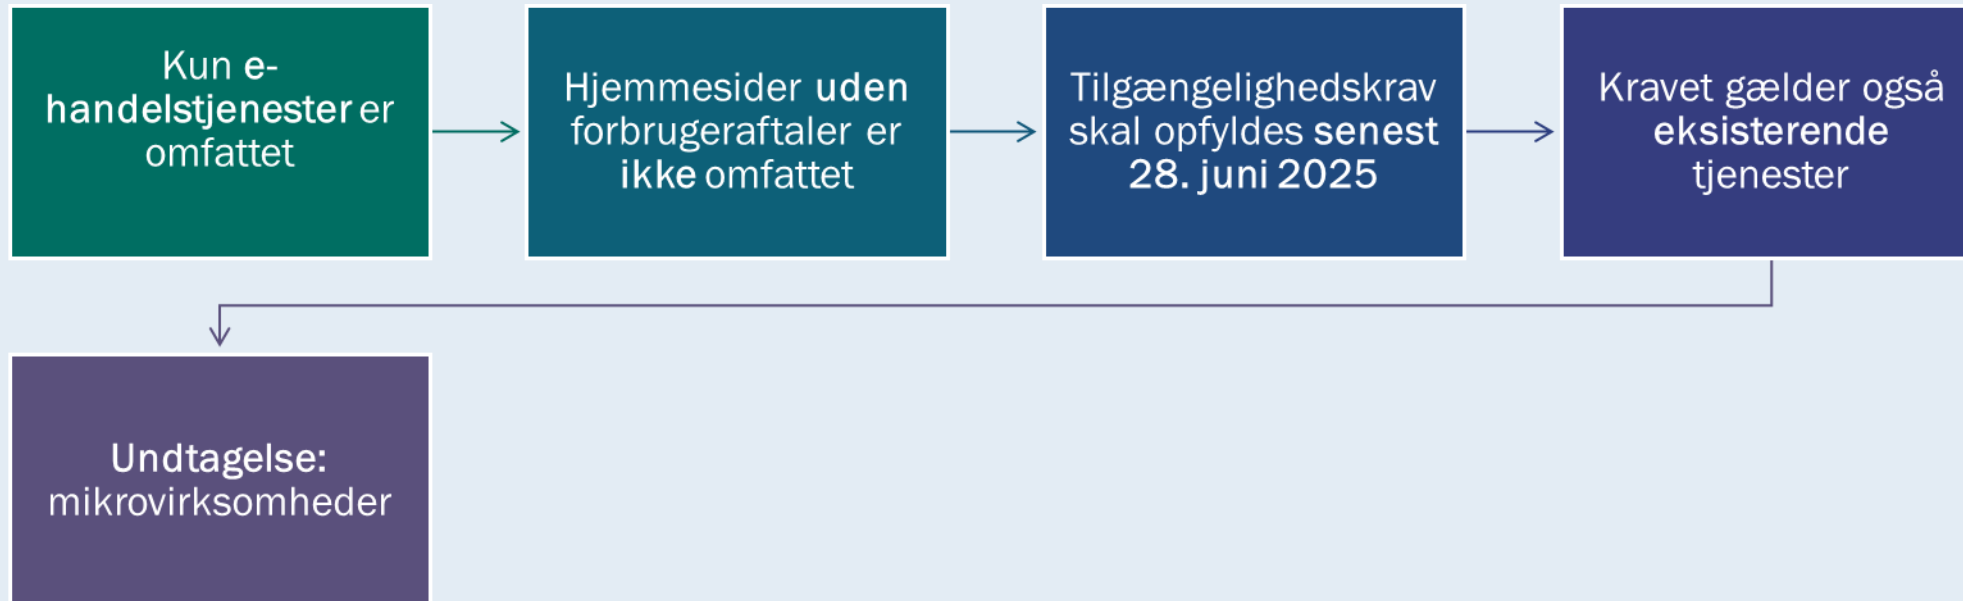 Kun e-
handelstjenester er
omfattet
Hjemmesider uden
forbrugeraftaler er
ikke omfattet
Tilgængelighedskrav
skal opfyldes senest
28. juni 2025
Kravet gælder også
eksisterende
tjenester
Undtagelse:
mikrovirksomheder